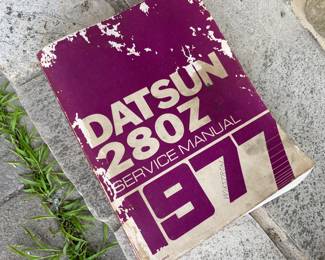 DATSUN
280Z
SERVICE MANUAL
1977